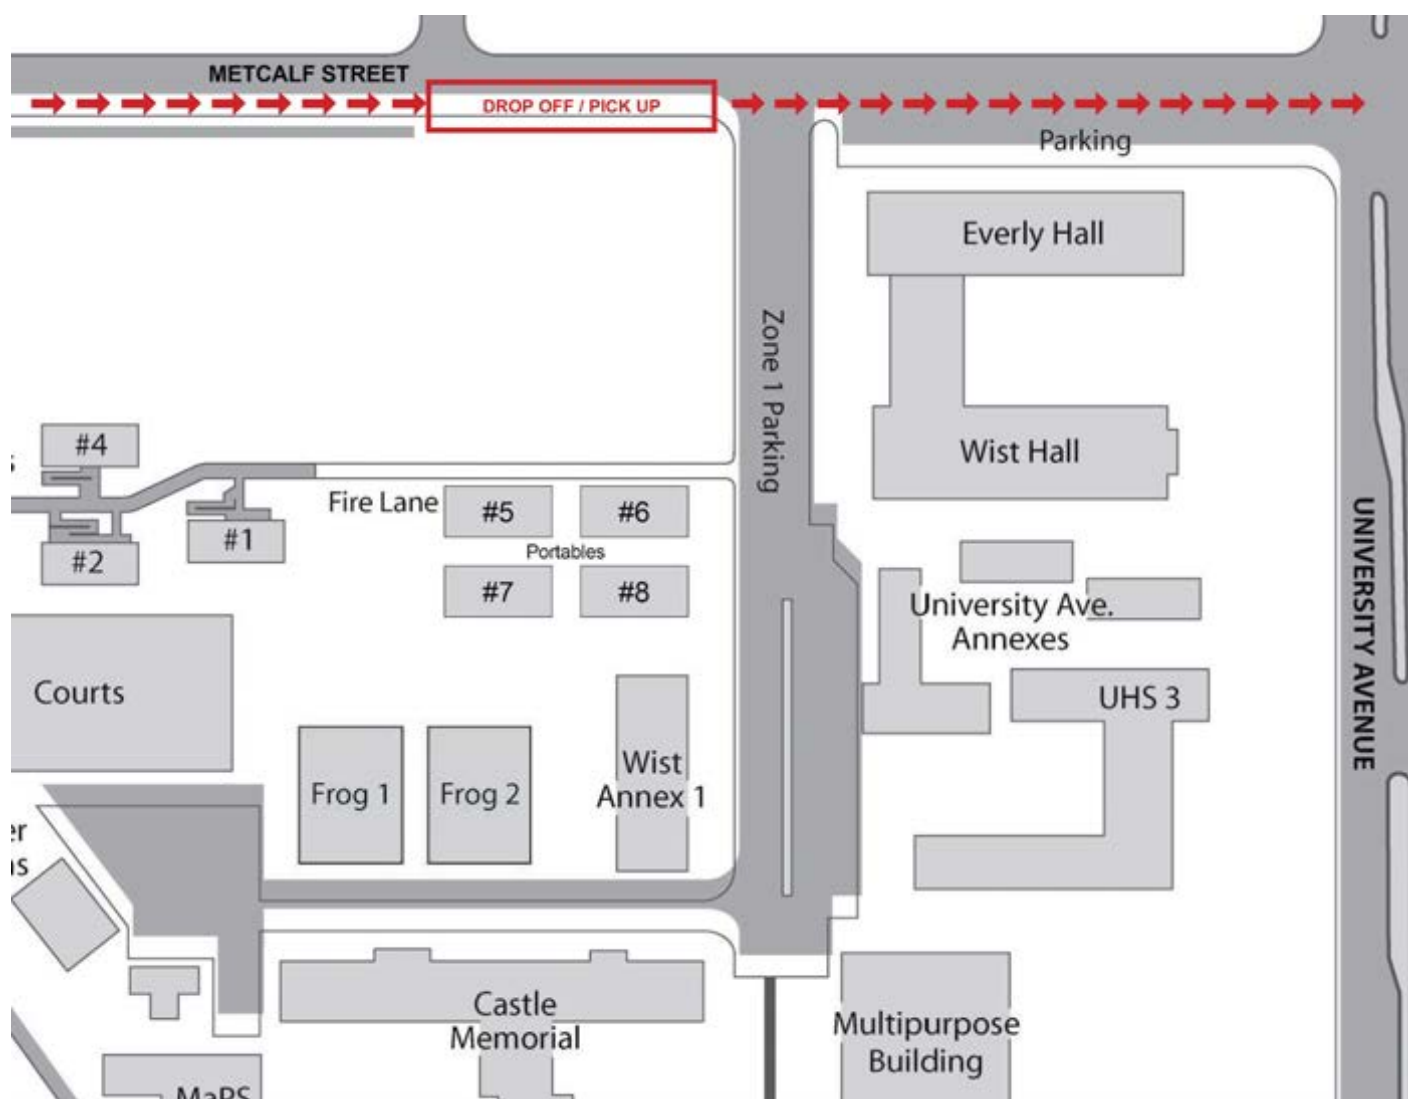 METCALF STREET
DROP OFF / PICK UP
Parking
Everly Hall
Zone 1 Parking
#4
Wist Hall
Fire Lane
#5
#6
#1
#2
Portables
#7
#8
University Ave.
Annexes
UNIVERSITY AVENUE
Courts
UHS 3
Wist
Annex 1
Frog 1
Frog 2
Castle
Memorial
Multipurpose
Building